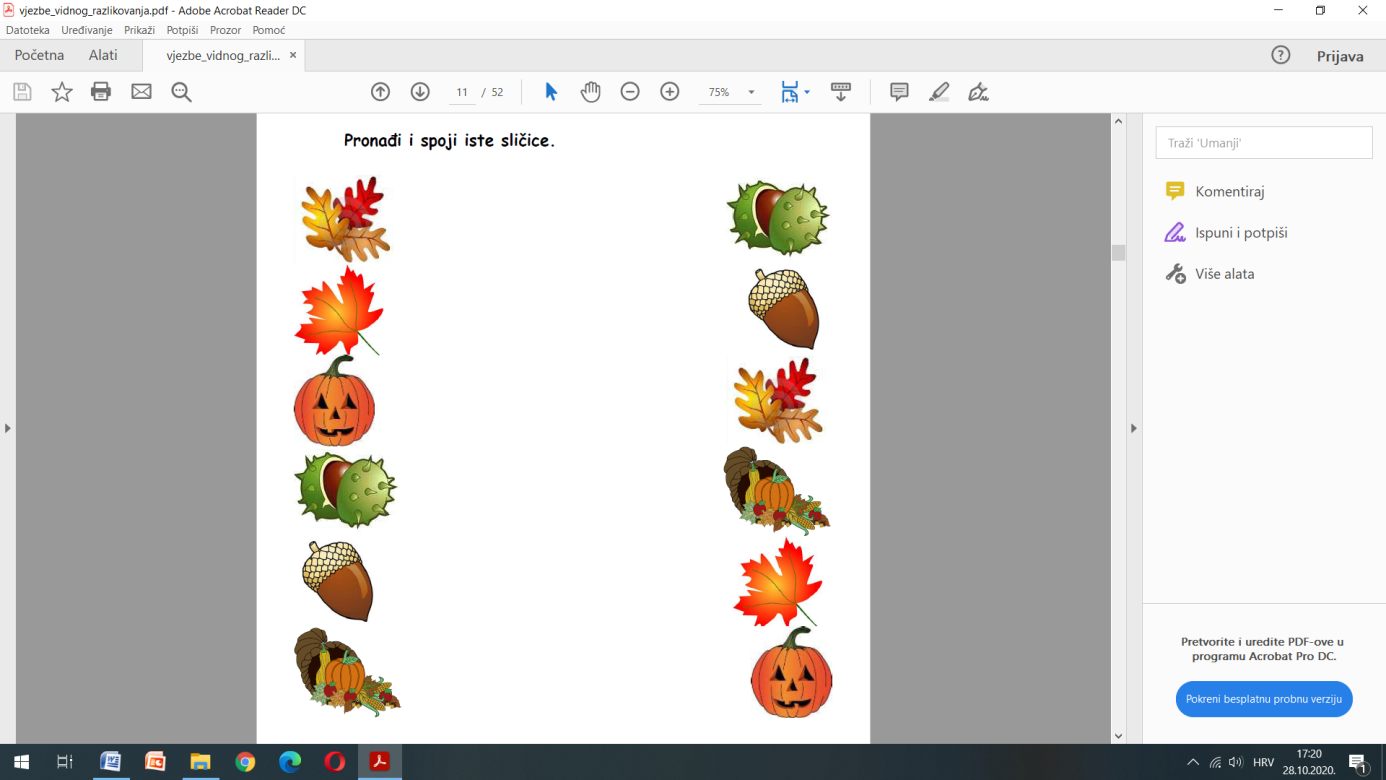 vjezbe_vidnog_razlikovanja.pdf - Adobe Acrobat Reader DC
Datoteka Uređivanje Prikaži Potpiši Prozor Pomoć
Početna Alati vjezbe_vidnog_razli... × Prijava
11 / 52 75%
Pronađi i spoji iste sličice.
Traži 'Umanji'
Komentiraj
Ispuni i potpiši
Više alata
Pretvorite i uredite PDF-ove u
programu Acrobat Pro DC.
Pokreni besplatnu probnu verziju
HRV
17:20
28.10.2020.
1